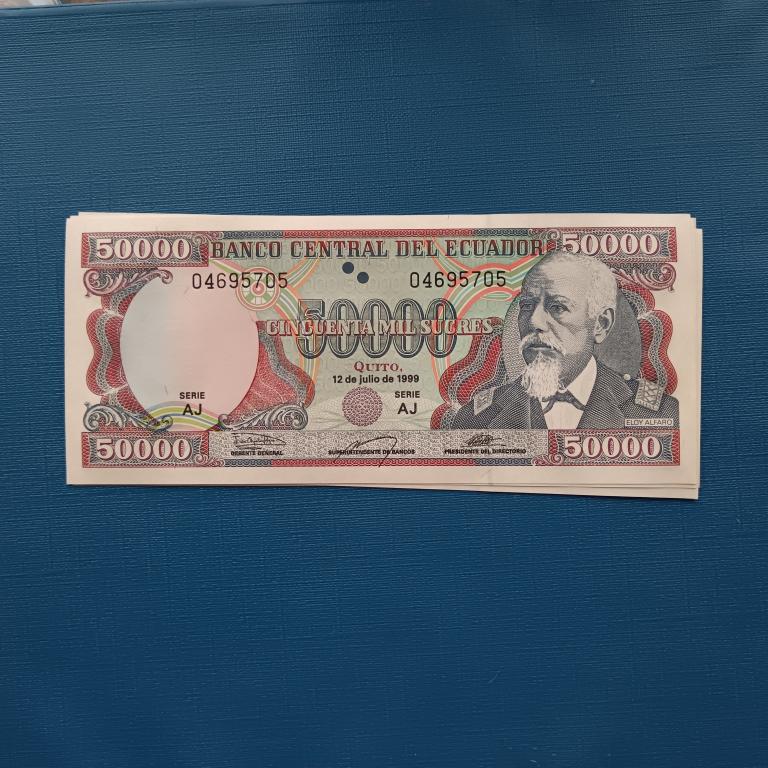 50000 BANCO CENTRAL DEL ECUADOR 50000
04695705 04695705
50000
CINCUENTA MIL SUCRES
QUITO,
12 de julio de 1999
SERIE SERIE
AJ AJ
ELOY ALFARO
50000 GERENTE GENERAL SUPERINTENDENTE DE BANCOS PRESIDENTE DEL DIRECTORIO 50000